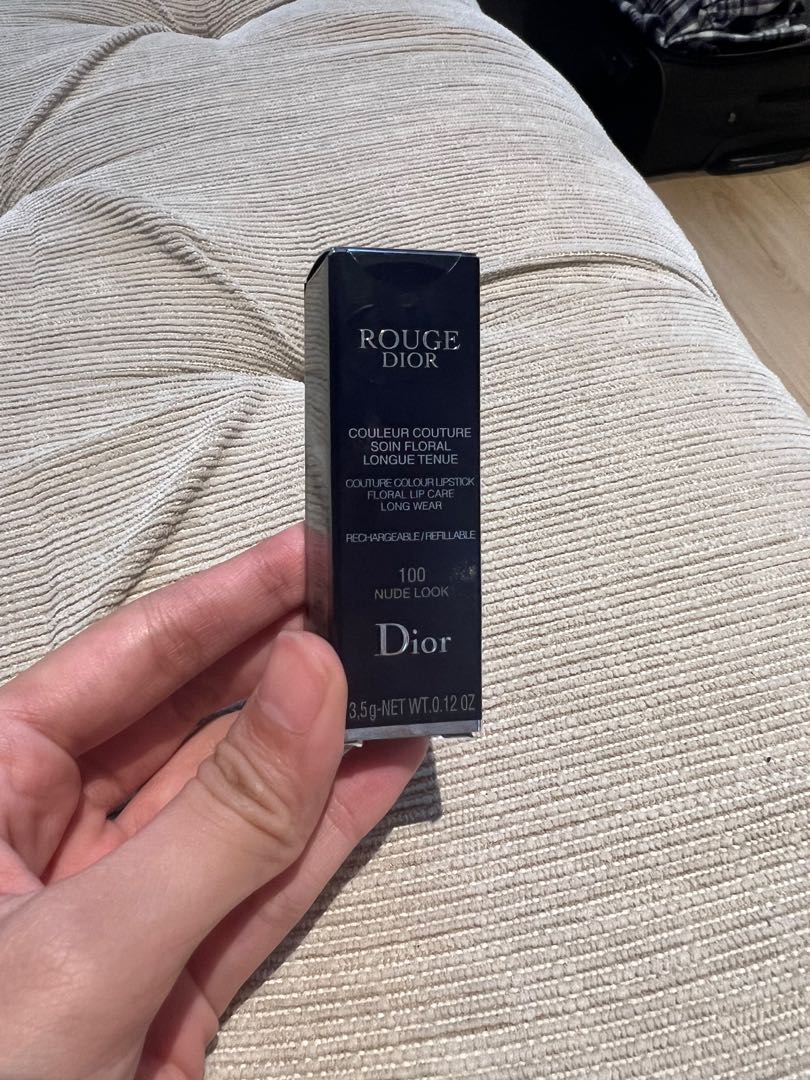 ROUGE
DIOR
COULEUR COUTURE
SOIN FLORAL
LONGUE TENUE
COUTURE COLOUR LIPSTICK
FLORAL LIP CARE
LONG WEAR
RECHARGEABLE/REFILLABLE
100
NUDE LOOK
Dior
3,5g-NET WT.0.12 OZ